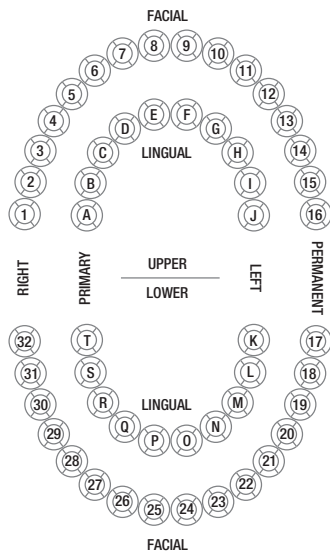 FACIAL
7 8 9 10
6 11
5 12
4 E F 13
D G
3 C LINGUAL H 14
2 B I 15
1 A J 16
RIGHT PRIMARY UPPER LEFT PERMANENT
LOWER
32 T K 17
31 S L 18
30 R LINGUAL M 19
29 Q P O N 20
28 21
27 22
26 25 24 23
FACIAL